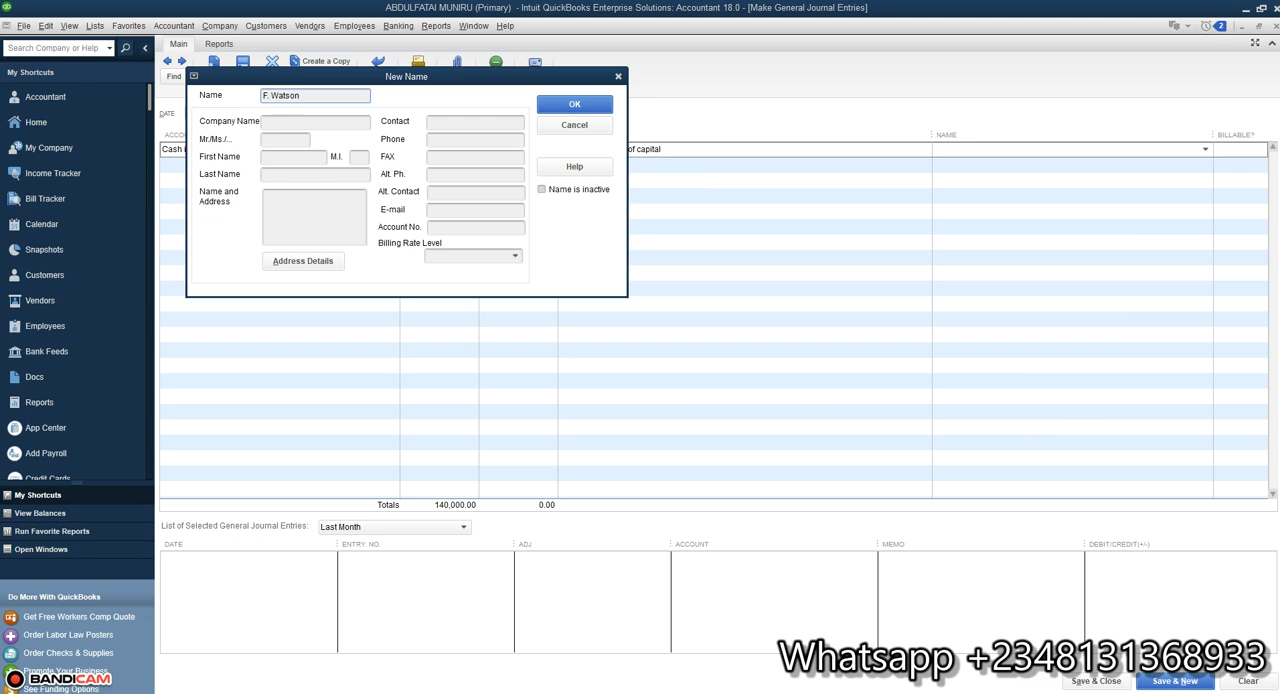 ABDULFATAI MUNIRU (Primary) - Intuit QuickBooks Enterprise Solutions: Accountant 18.0 - [Make General Journal Entries]
File Edit View Lists Favorites Accountant Company Customers Vendors Employees Banking Reports Window Help
2
Search Company or Help
Main Reports
Create a Copy
Find
My Shortcuts
Accountant
Home
My Company
Income Tracker
Bill Tracker
Calendar
Snapshots
Customers
Vendors
Employees
Bank Feeds
Docs
Reports
App Center
Add Payroll
Credit Cards
My Shortcuts
View Balances
Run Favorite Reports
Open Windows
Do More With QuickBooks
Get Free Workers Comp Quote
Order Labor Law Posters
Order Checks & Supplies
Promote Your Business
See Funding Options
BANDICAM
DATE
NAME BILLABLE?
of capital
New Name
Name F. Watson
Company Name
Mr./Ms./...
First Name M.I.
Last Name
Name and
Address
Address Details
Contact
Phone
FAX
Alt. Ph.
Alt. Contact
E-mail
Account No.
Billing Rate Level
OK
Cancel
Help
Name is inactive
Totals 140,000.00 0.00
List of Selected General Journal Entries: Last Month
DATE ENTRY. NO. ADJ ACCOUNT MEMO DEBIT/CREDIT(+/-)
Whatsapp +2348131368933
Save & Close Save & New Clear